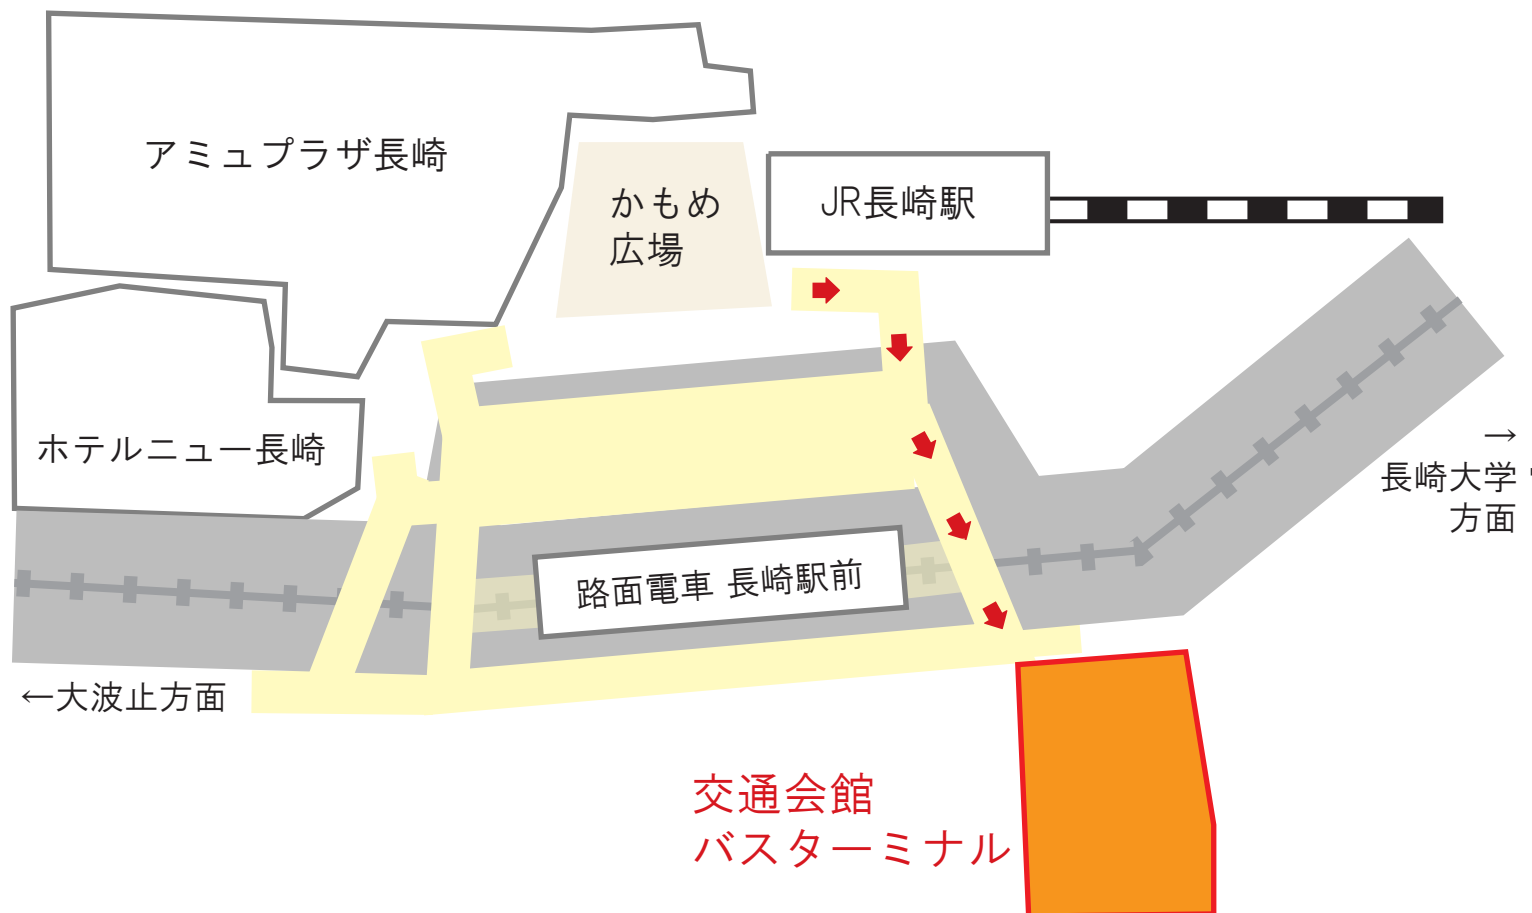 アミュプラザ長崎
かもめ
広場
JR長崎駅
ホテルニュー長崎
→
長崎大学
方面
路面電車 長崎駅前
←大波止方面
交通会館
バスターミナル